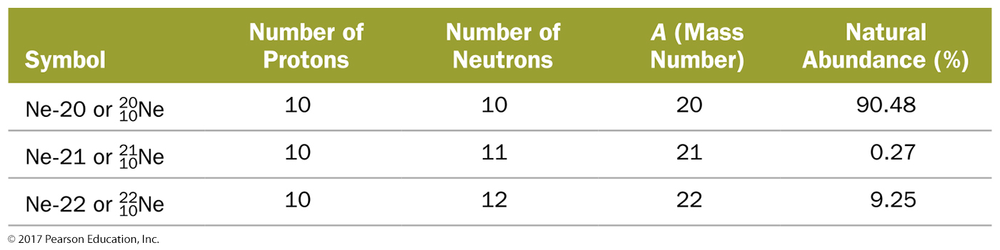 Symbol Number of Protons Number of Neutrons A (Mass Number) Natural Abundance (%)
Ne-20 or ²⁰₁₀Ne 10 10 20 90.48
Ne-21 or ²¹₁₀Ne 10 11 21 0.27
Ne-22 or ²²₁₀Ne 10 12 22 9.25
© 2017 Pearson Education, Inc.